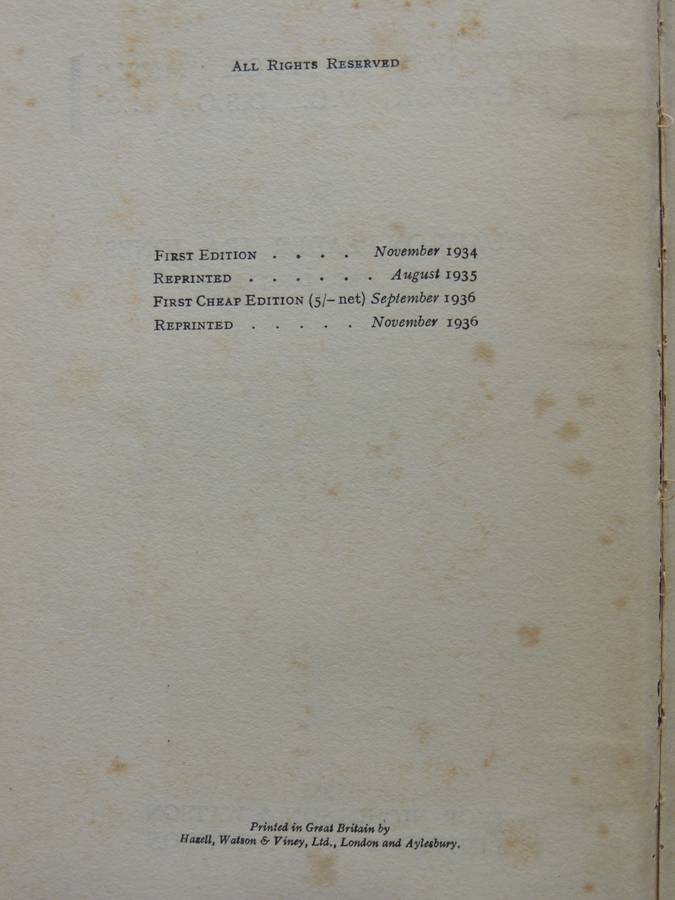 ALL RIGHTS RESERVED
FIRST EDITION . . . . November 1934
REPRINTED . . . . . . August 1935
FIRST CHEAP EDITION (5/- net) September 1936
REPRINTED . . . . . November 1936
Printed in Great Britain by
Hazell, Watson & Viney, Ltd., London and Aylesbury.